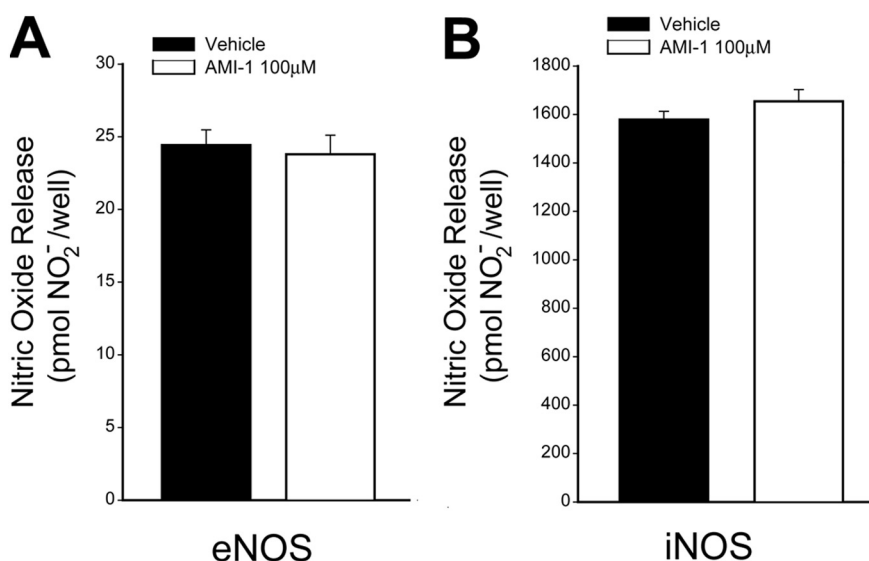 A
Vehicle
AMI-1 100μM
30
25
20
15
10
5
0
Nitric Oxide Release
(pmol NO₂⁻/well)
eNOS
B
Vehicle
AMI-1 100μM
1800
1600
1400
1200
1000
800
600
400
200
0
Nitric Oxide Release
(pmol NO₂⁻/well)
iNOS